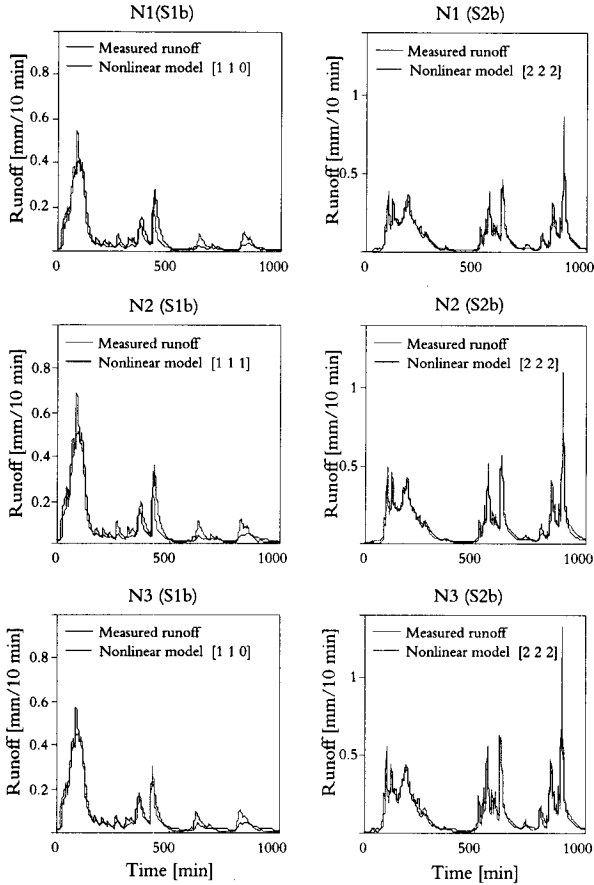 N1(S1b)
Measured runoff
Nonlinear model [1 1 0]
Runoff [mm/10 min]
0.8
0.6
0.4
0.2
0
500
1000
N1 (S2b)
Measured runoff
Nonlinear model [2 2 2]
Runoff [mm/10 min]
1
0.5
0
500
1000
N2 (S1b)
Measured runoff
Nonlinear model [1 1 1]
Runoff [mm/10 min]
0.8
0.6
0.4
0.2
0
500
1000
N2 (S2b)
Measured runoff
Nonlinear model [2 2 2]
Runoff [mm/10 min]
1
0.5
0
500
1000
N3 (S1b)
Measured runoff
Nonlinear model [1 1 0]
Runoff [mm/10 min]
0.8
0.6
0.4
0.2
0
500
1000
Time [min]
N3 (S2b)
Measured runoff
Nonlinear model [2 2 2]
Runoff [mm/10 min]
1
0.5
0
500
1000
Time [min]